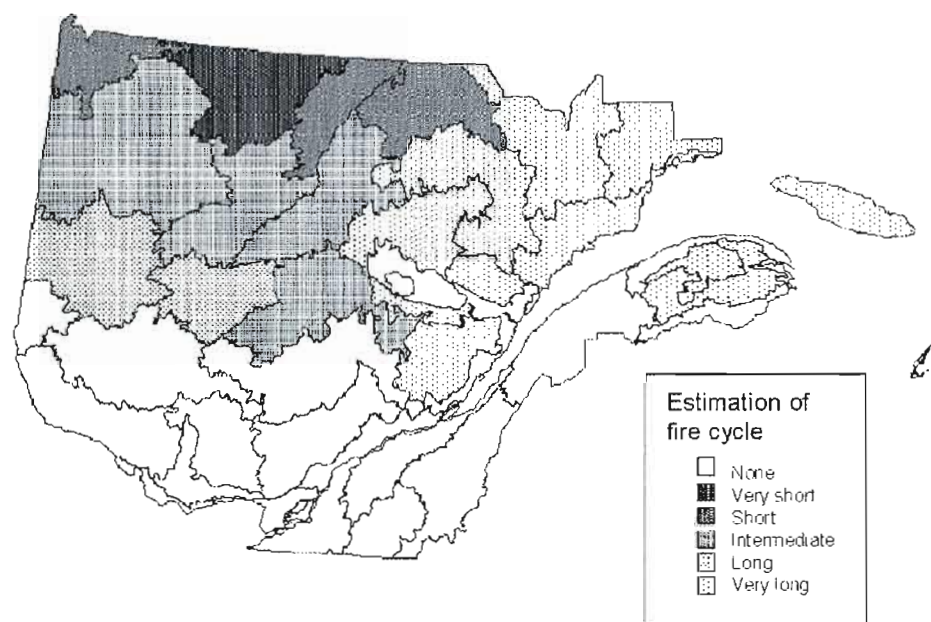 Estimation of
fire cycle
None
Very short
Short
Intermediate
Long
Very long